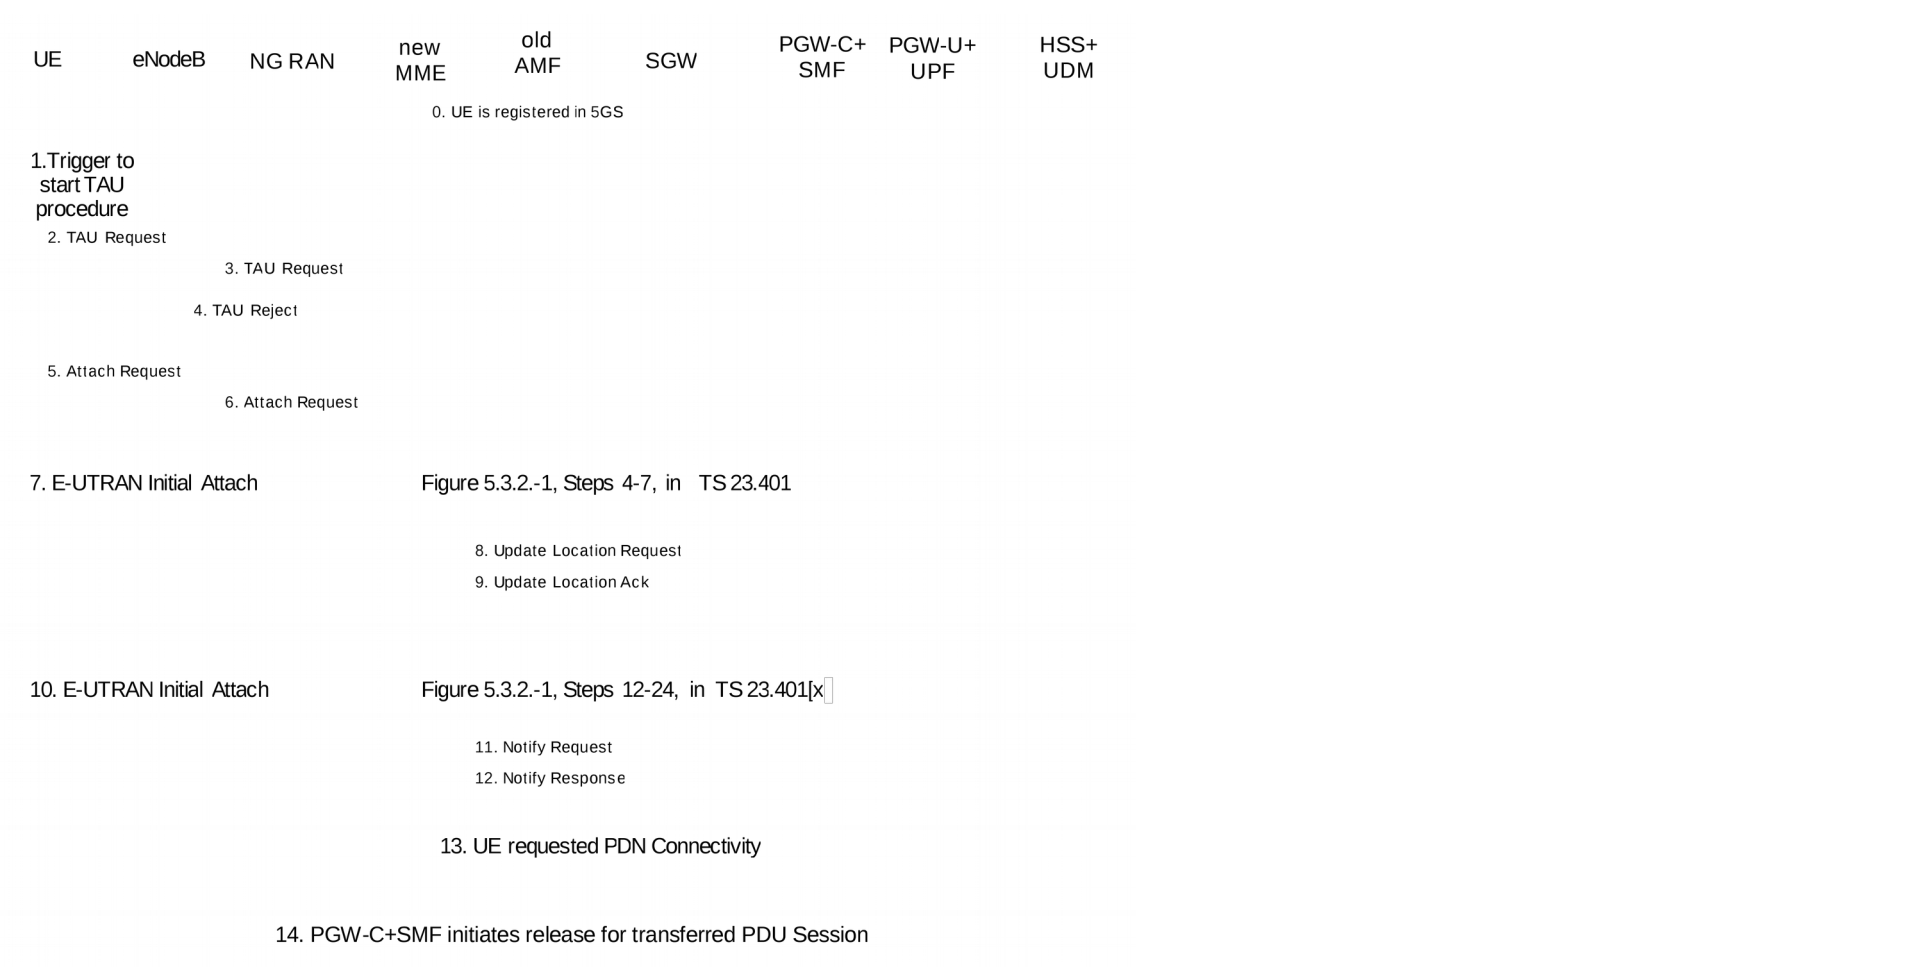 UE eNodeB NG RAN new MME old AMF SGW PGW-C+ SMF PGW-U+ UPF HSS+ UDM
0. UE is registered in 5GS
1.Trigger to
start TAU
procedure
2. TAU Request
3. TAU Request
4. TAU Reject
5. Attach Request
6. Attach Request
7. E-UTRAN Initial Attach Figure 5.3.2.-1, Steps 4-7, in TS 23.401
8. Update Location Request
9. Update Location Ack
10. E-UTRAN Initial Attach Figure 5.3.2.-1, Steps 12-24, in TS 23.401[x
11. Notify Request
12. Notify Response
13. UE requested PDN Connectivity
14. PGW-C+SMF initiates release for transferred PDU Session